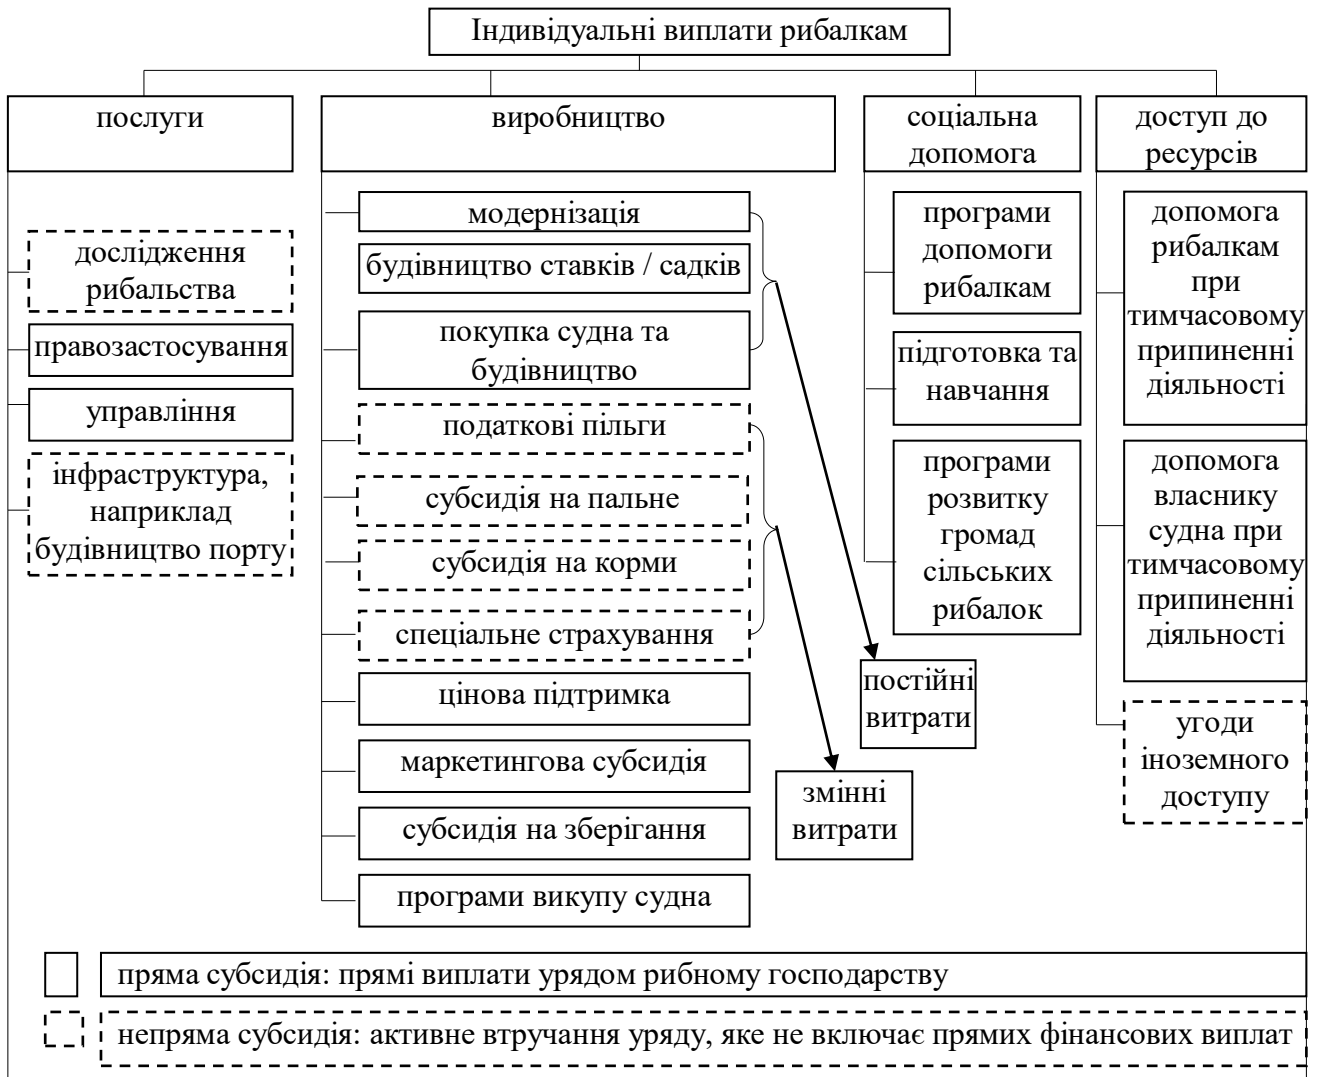 Індивідуальні виплати рибалкам
послуги
виробництво
соціальна
допомога
доступ до
ресурсів
дослідження
рибальства
правозастосування
управління
інфраструктура,
наприклад
будівництво порту
модернізація
будівництво ставків / садків
покупка судна та
будівництво
податкові пільги
субсидія на пальне
субсидія на корми
спеціальне страхування
цінова підтримка
маркетингова субсидія
субсидія на зберігання
програми викупу судна
постійні
витрати
змінні
витрати
програми
допомоги
рибалкам
підготовка та
навчання
програми
розвитку
громад
сільських
рибалок
допомога
рибалкам
при
тимчасовому
припиненні
діяльності
допомога
власнику
судна при
тимчасовому
припиненні
діяльності
угоди
іноземного
доступу
пряма субсидія: прямі виплати урядом рибному господарству
непряма субсидія: активне втручання уряду, яке не включає прямих фінансових виплат